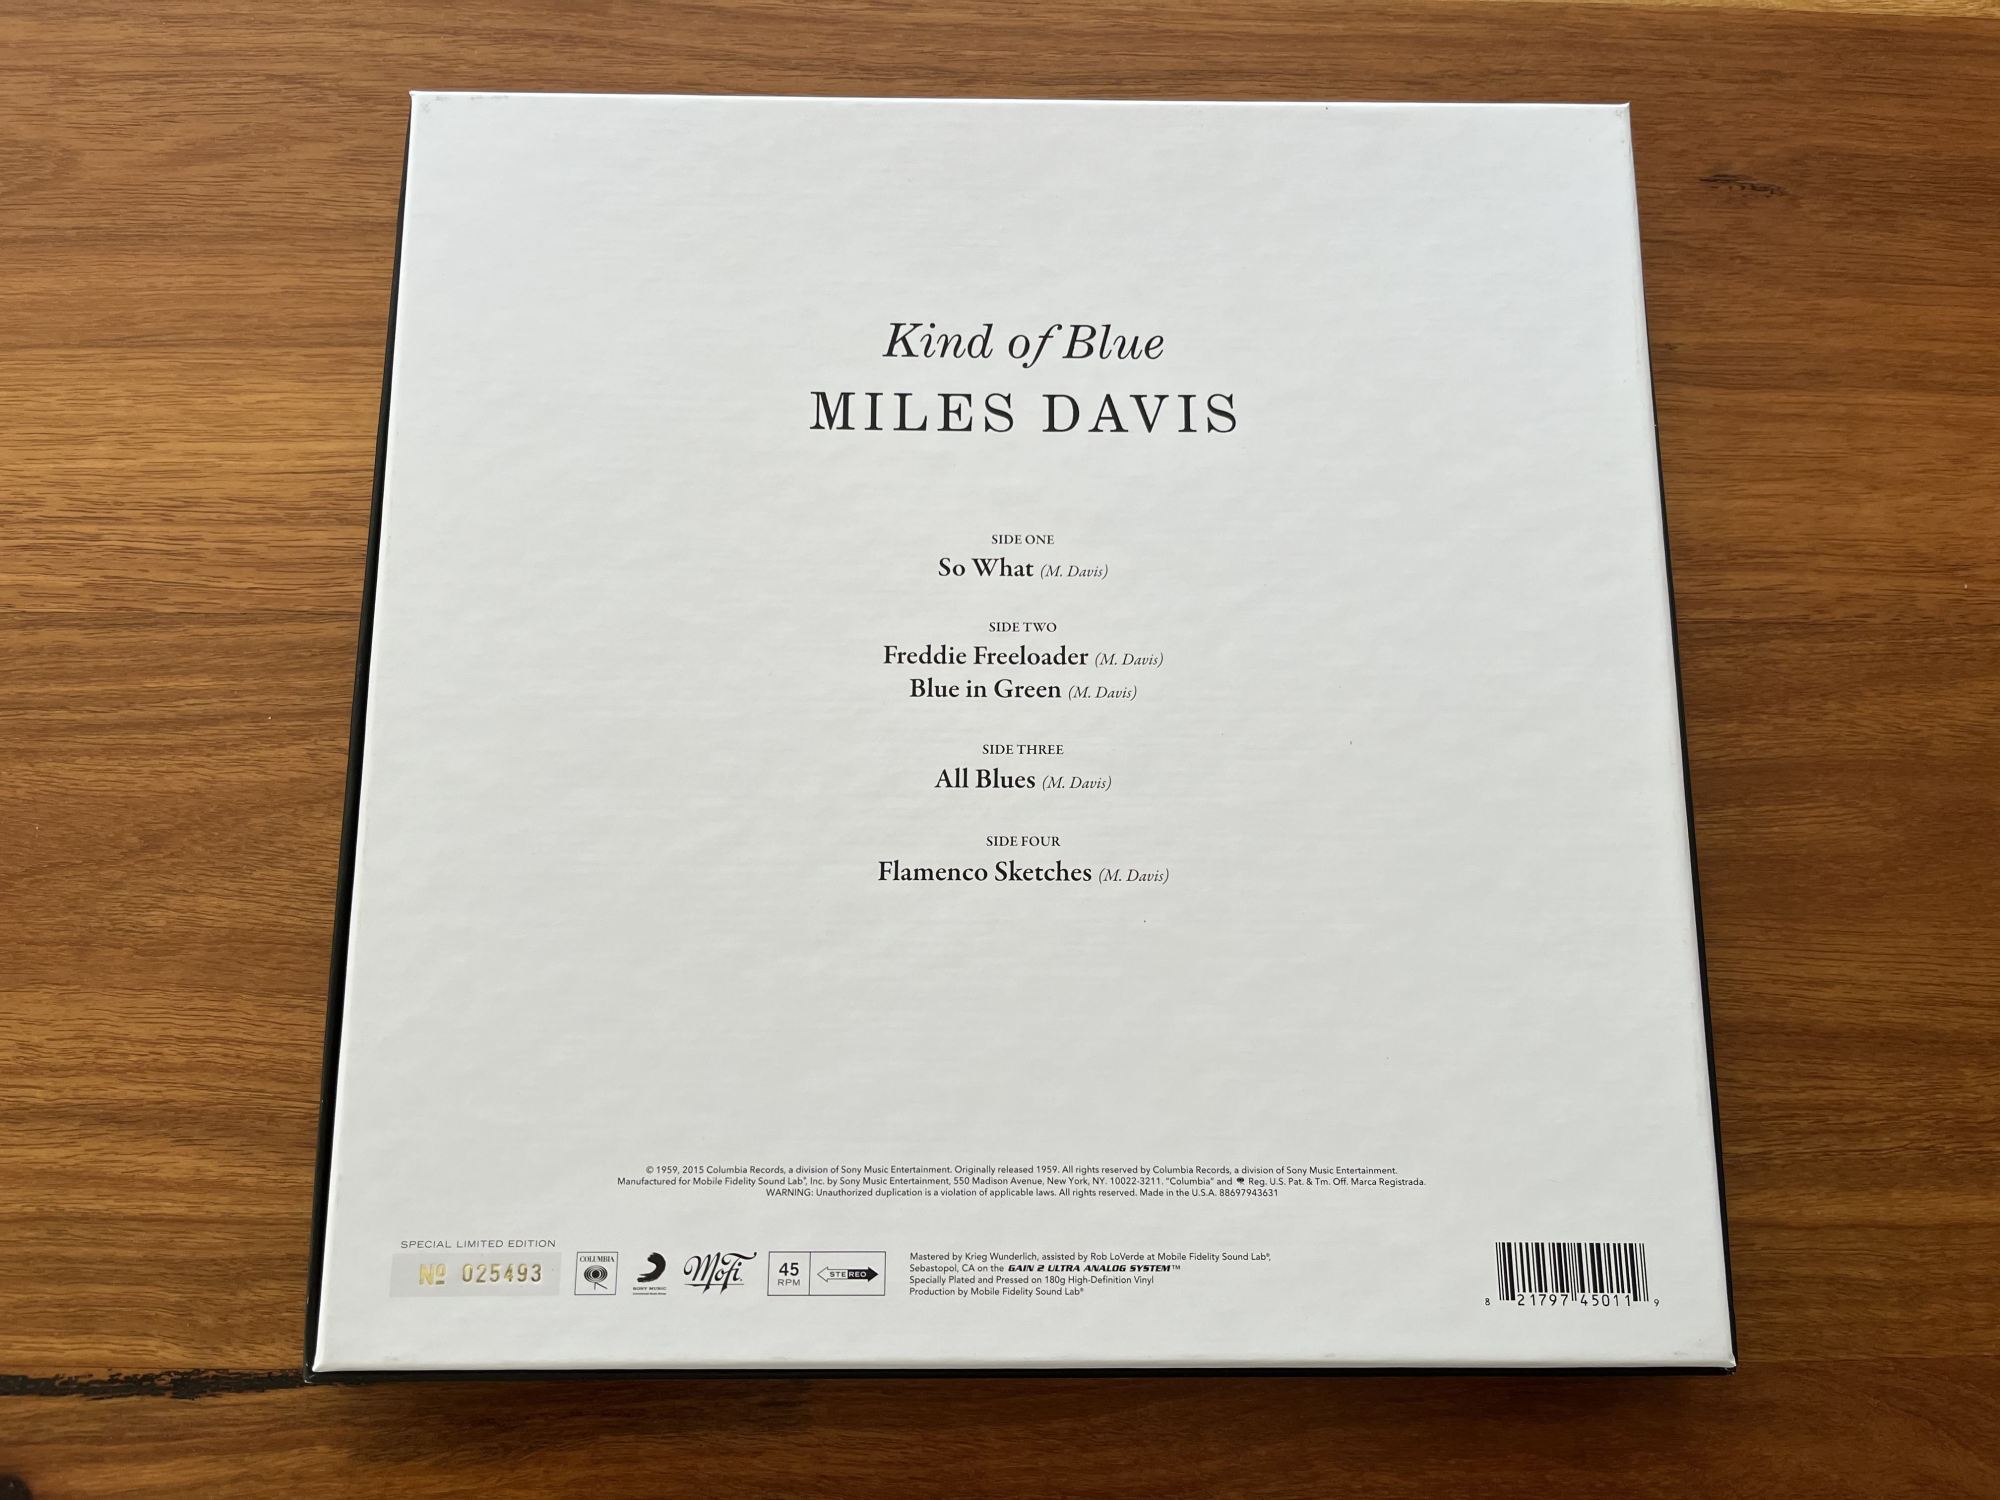 Kind of Blue
MILES DAVIS
SIDE ONE
So What (M. Davis)
SIDE TWO
Freddie Freeloader (M. Davis)
Blue in Green (M. Davis)
SIDE THREE
All Blues (M. Davis)
SIDE FOUR
Flamenco Sketches (M. Davis)
© 1959, 2015 Columbia Records, a division of Sony Music Entertainment. Originally released 1959. All rights reserved by Columbia Records, a division of Sony Music Entertainment.
Manufactured for Mobile Fidelity Sound Lab®, Inc. by Sony Music Entertainment, 550 Madison Avenue, New York, NY. 10022-3211. "Columbia" and Reg. U.S. Pat. & Tm. Off. Marca Registrada.
WARNING: Unauthorized duplication is a violation of applicable laws. All rights reserved. Made in the U.S.A. 88697943631
SPECIAL LIMITED EDITION
Nº 025493
COLUMBIA
SONY MUSIC
MoFi
45
RPM
STEREO
Mastered by Krieg Wunderlich, assisted by Rob LoVerde at Mobile Fidelity Sound Lab®,
Sebastopol, CA on the GAIN 2 ULTRA ANALOG SYSTEM™
Specially Plated and Pressed on 180g High-Definition Vinyl
Production by Mobile Fidelity Sound Lab®
8 21797 45011 9